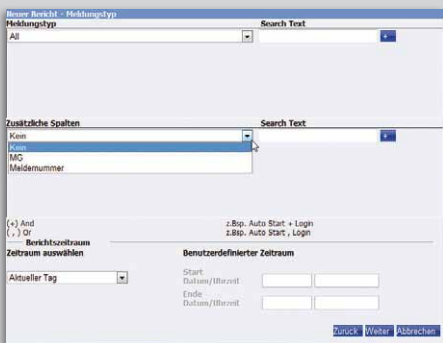 Neuer Bericht - Meldungstyp
Meldungstyp Search Text
All +
Zusätzliche Spalten Search Text
Kein +
Kein
MG
Meldernummer
(+) And z.Bsp. Auto Start + Login
( , ) Or z.Bsp. Auto Start , Login
Berichtszeitraum
Zeitraum auswählen Benutzerdefinierter Zeitraum
Aktueller Tag Start
Datum/Uhrzeit
Ende
Datum/Uhrzeit
Zurück Weiter Abbrechen